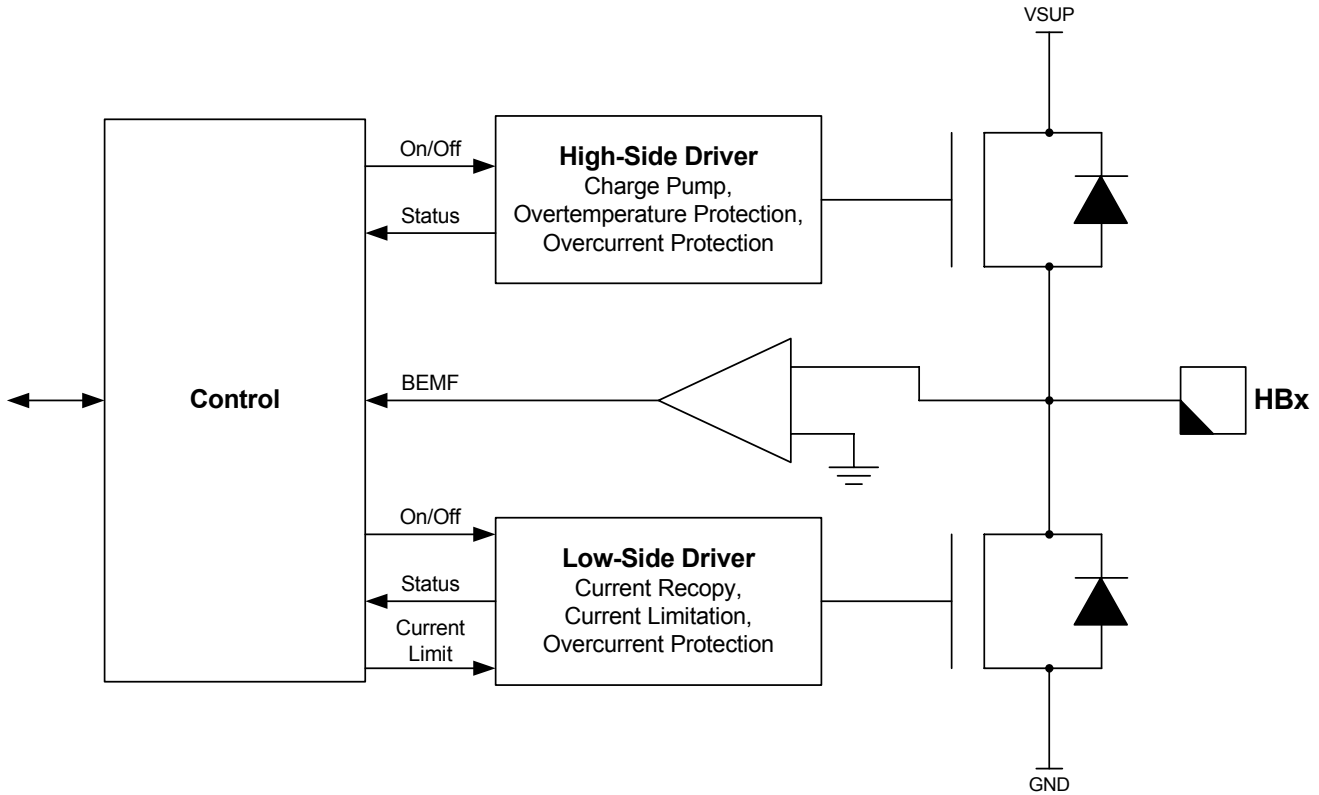 VSUP
On/Off
Status
High-Side Driver
Charge Pump,
Overtemperature Protection,
Overcurrent Protection
Control
BEMF
HBx
On/Off
Status
Current
Limit
Low-Side Driver
Current Recopy,
Current Limitation,
Overcurrent Protection
GND